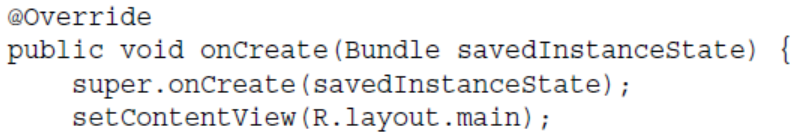 @Override
public void onCreate(Bundle savedInstanceState) {
    super.onCreate(savedInstanceState);
    setContentView(R.layout.main);